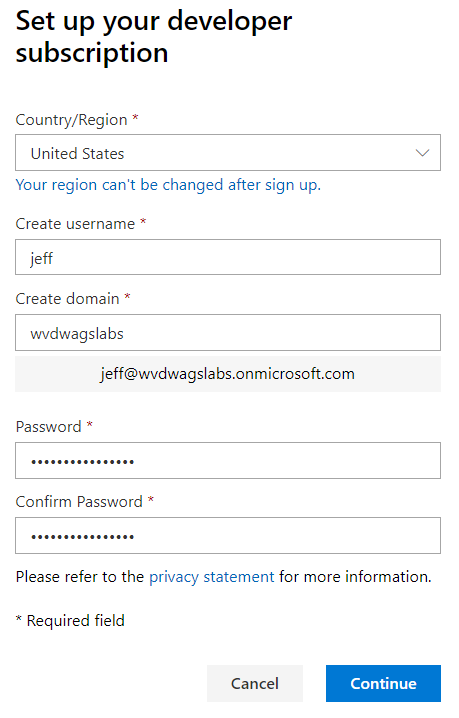 Set up your developer
subscription
Country/Region *
United States
Your region can't be changed after sign up.
Create username *
jeff
Create domain *
wvdwagslabs
jeff@wvdwagslabs.onmicrosoft.com
Password *
••••••••••••••••
Confirm Password *
••••••••••••••••
Please refer to the privacy statement for more information.
* Required field
Cancel
Continue